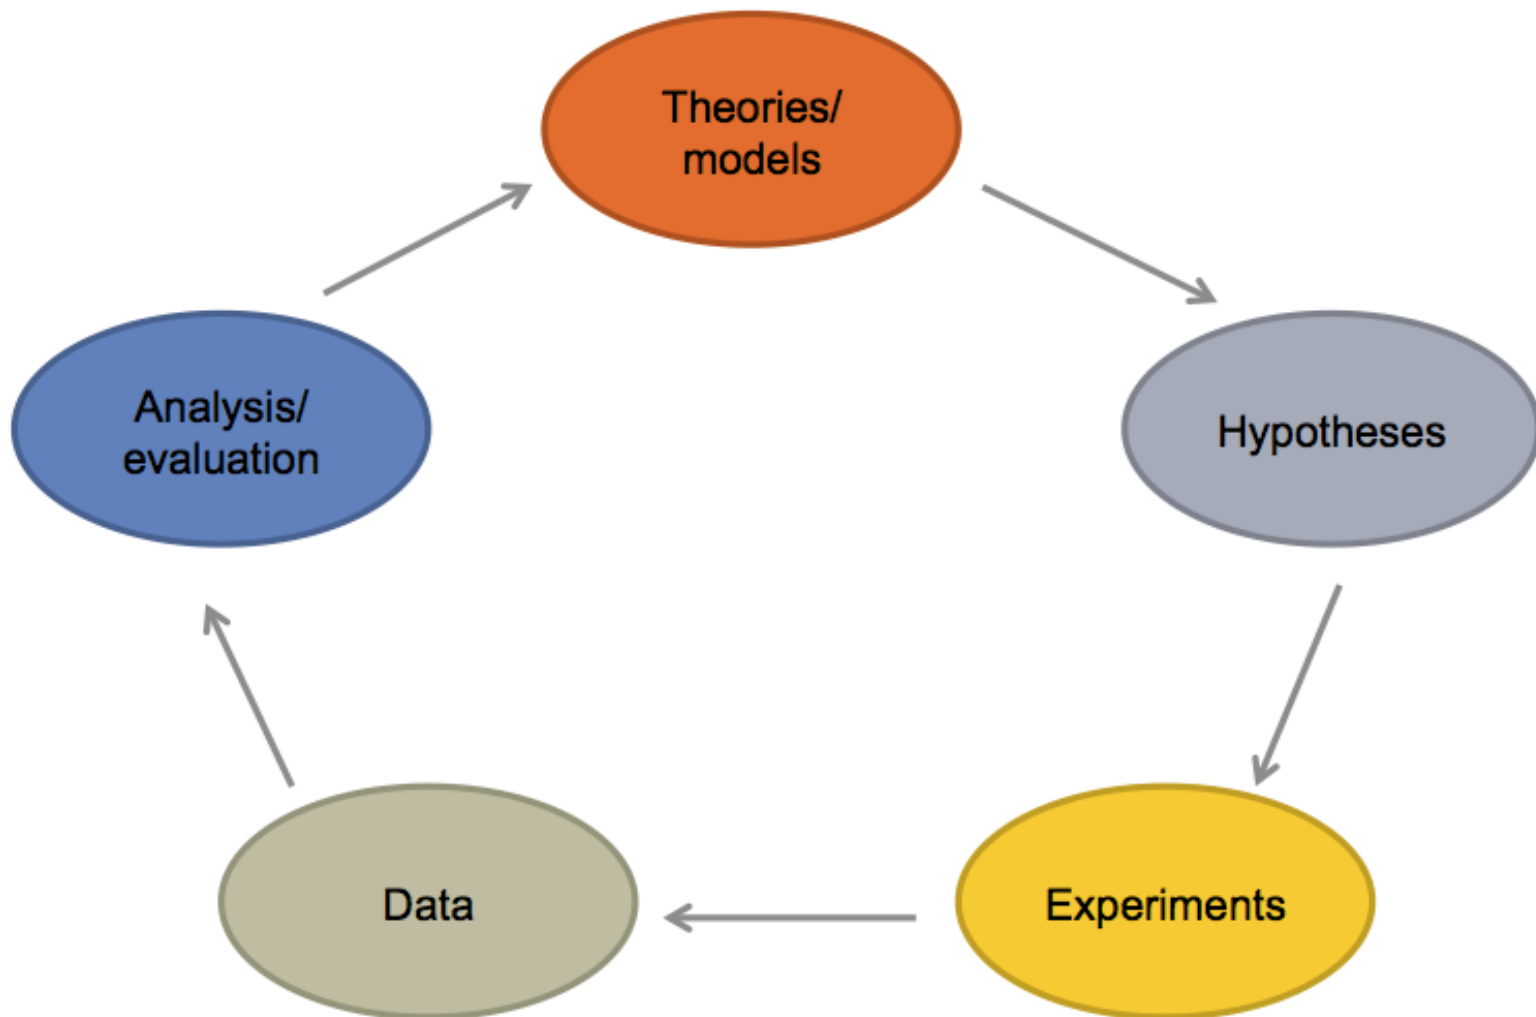 Theories/
models
Analysis/
evaluation
Hypotheses
Data
Experiments